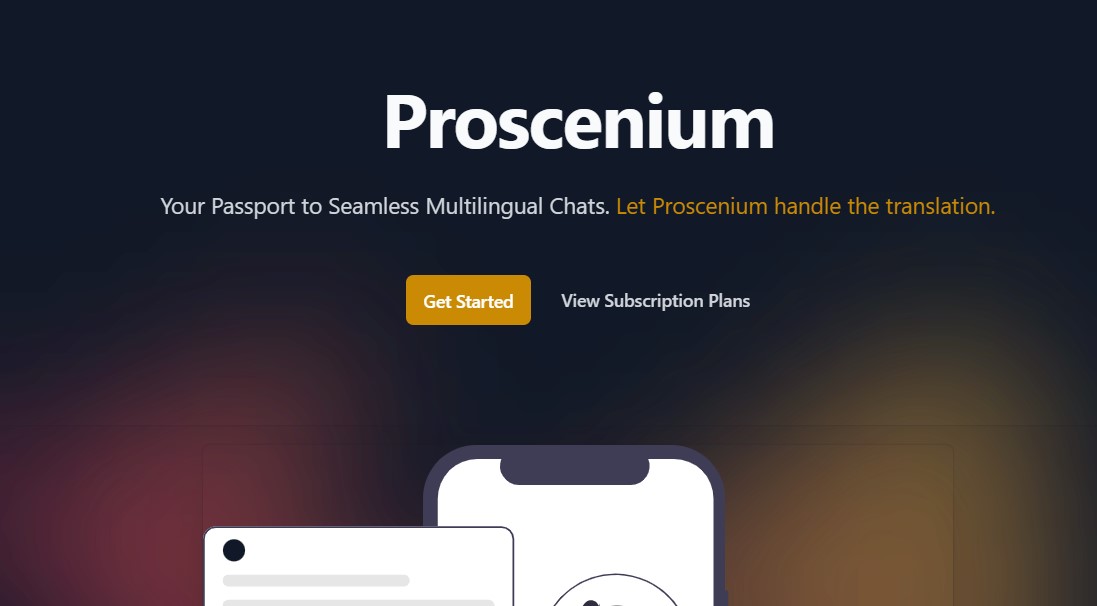 Proscenium
Your Passport to Seamless Multilingual Chats. Let Proscenium handle the translation.
Get Started
View Subscription Plans